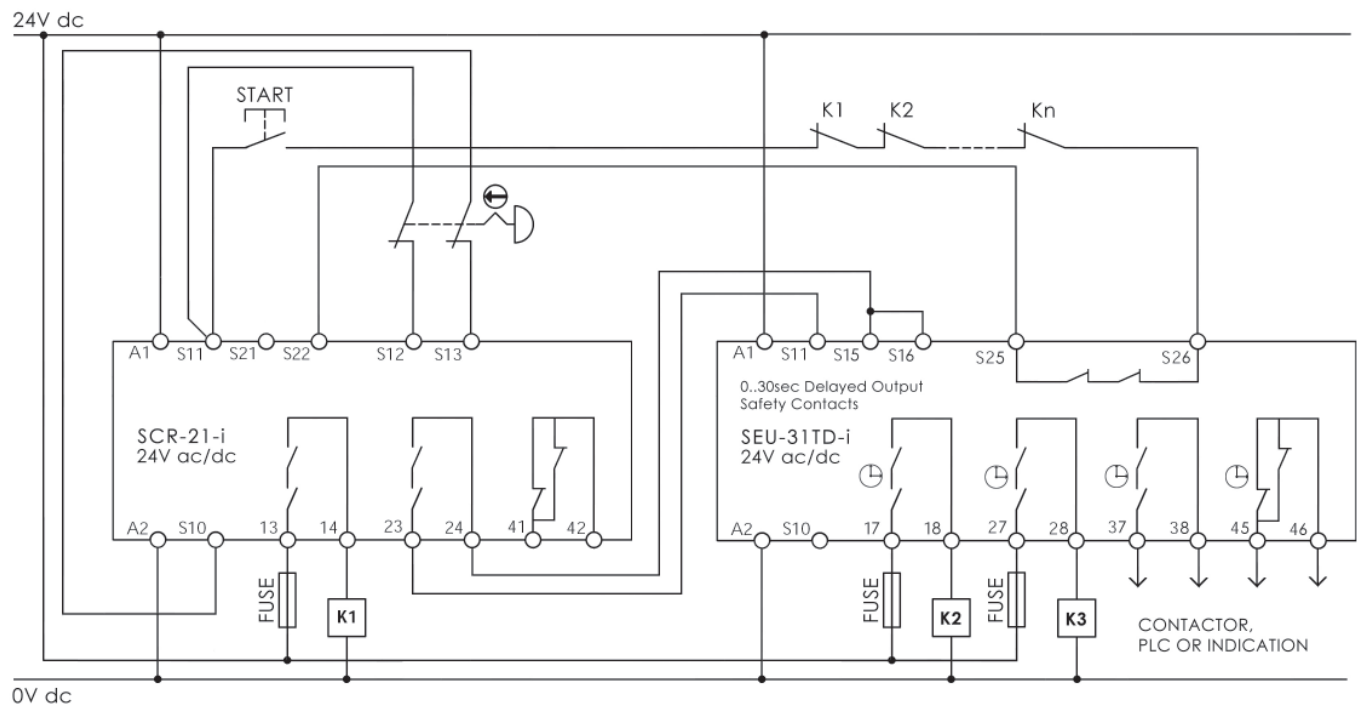 24V dc
START
K1 K2 Kn
A1 S11 S21 S22 S12 S13
A1 S11 S15 S16 S25 S26
0..30sec Delayed Output
Safety Contacts
SCR-21-i
24V ac/dc
SEU-31TD-i
24V ac/dc
A2 S10 13 14 23 24 41 42
A2 S10 17 18 27 28 37 38 45 46
FUSE
K1
FUSE
K2
FUSE
K3
CONTACTOR,
PLC OR INDICATION
0V dc